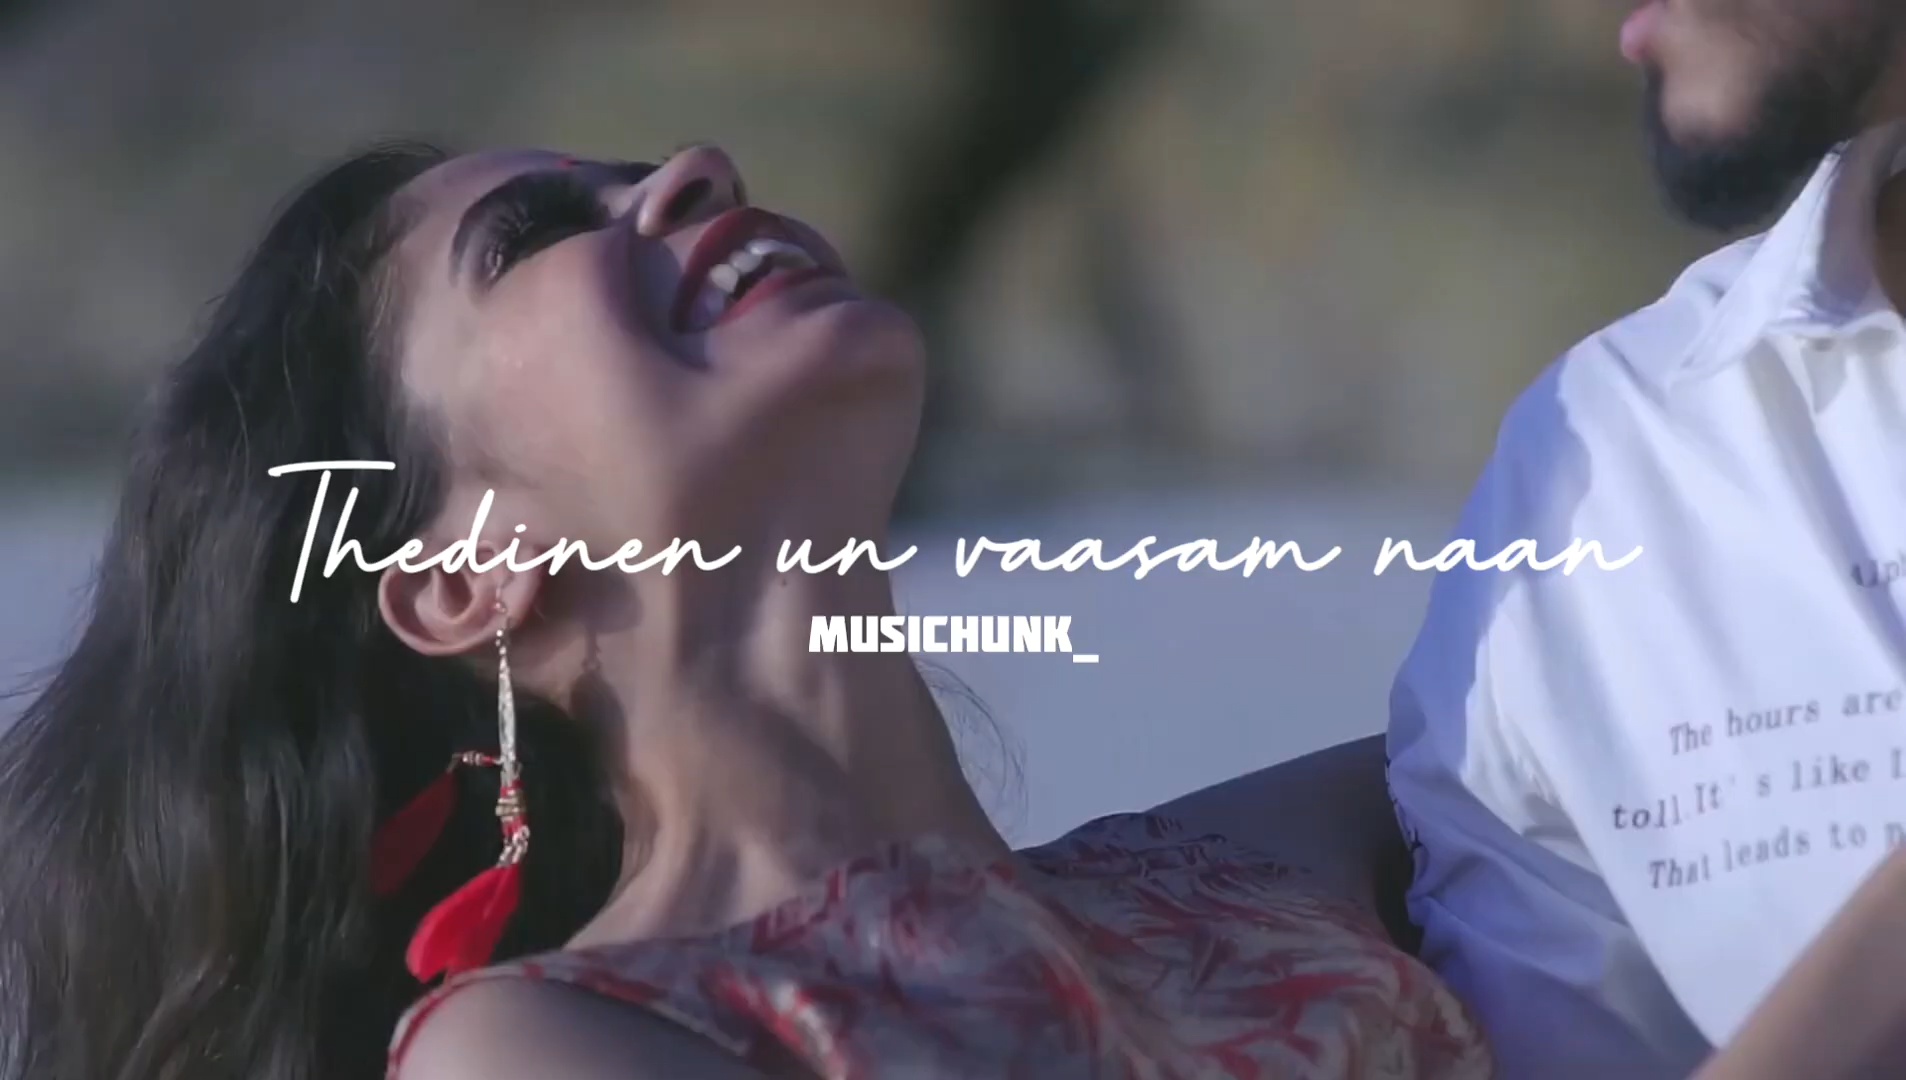 Thedinen un vaasam naan
MUSICHUNK_
The hours are
toll.It's like I
That leads to